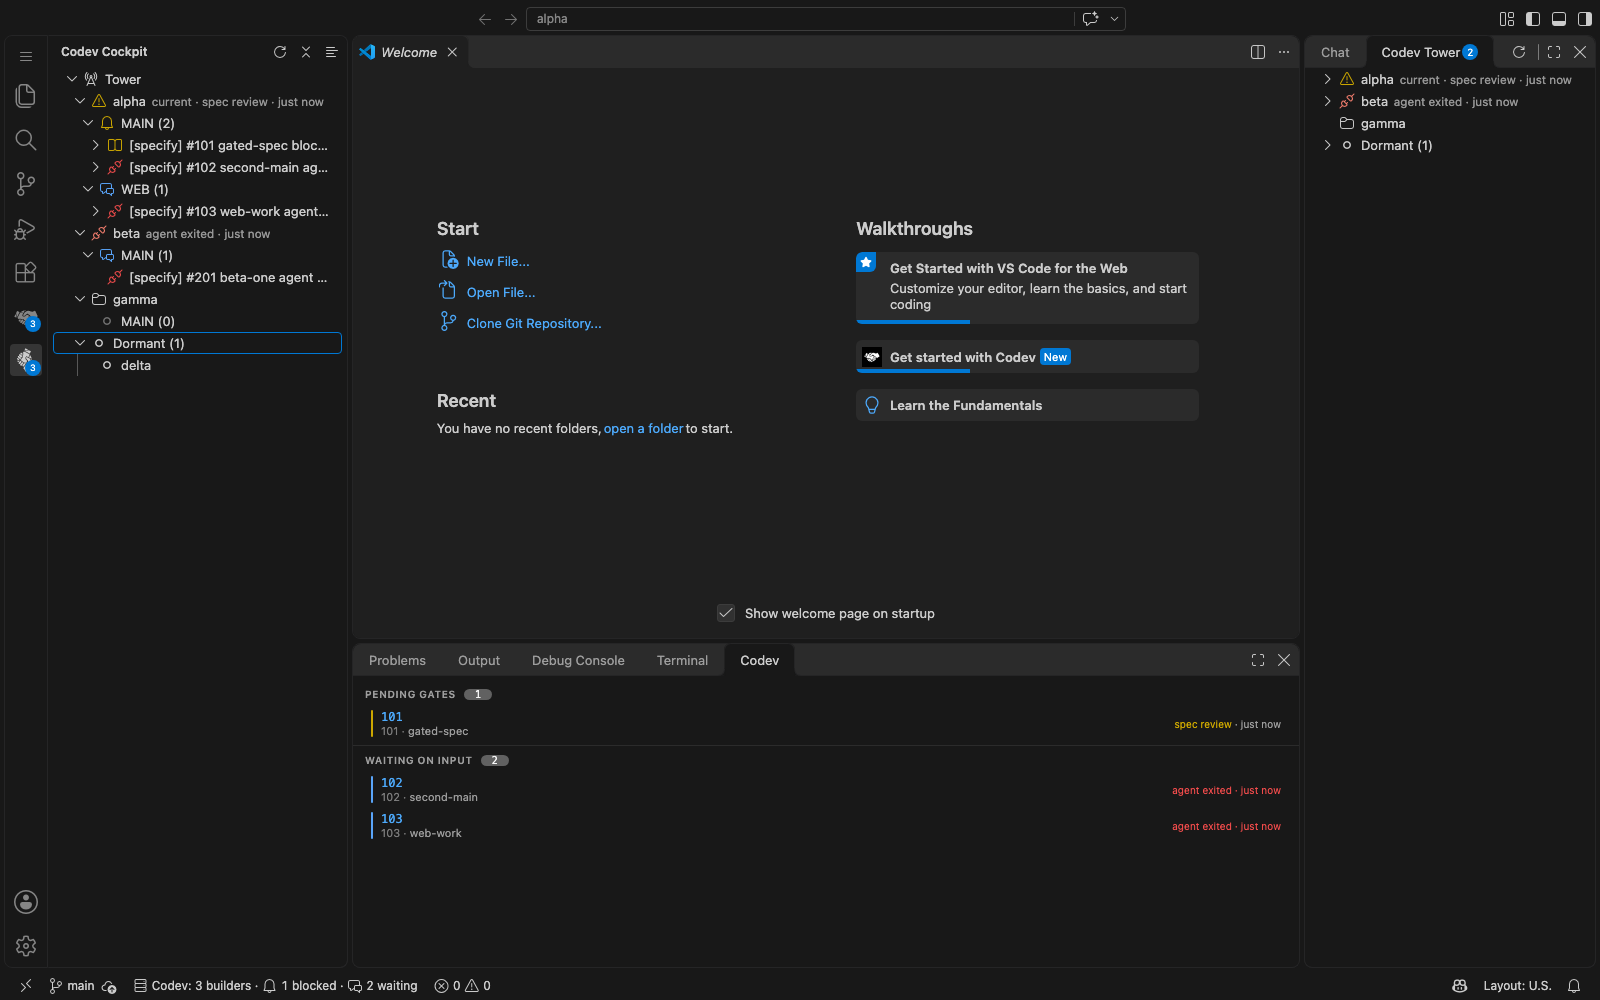 alpha
Codev Cockpit
Tower
alpha current · spec review · just now
MAIN (2)
[specify] #101 gated-spec bloc...
[specify] #102 second-main ag...
WEB (1)
[specify] #103 web-work agent...
beta agent exited · just now
MAIN (1)
[specify] #201 beta-one agent ...
gamma
MAIN (0)
Dormant (1)
delta
3
3
Welcome
Start
New File...
Open File...
Clone Git Repository...
Recent
You have no recent folders, open a folder to start.
Walkthroughs
Get Started with VS Code for the Web
Customize your editor, learn the basics, and start
coding
Get started with Codev New
Learn the Fundamentals
Show welcome page on startup
Problems Output Debug Console Terminal Codev
PENDING GATES 1
101
101 · gated-spec
spec review · just now
WAITING ON INPUT 2
102
102 · second-main
agent exited · just now
103
103 · web-work
agent exited · just now
Chat Codev Tower 2
alpha current · spec review · just now
beta agent exited · just now
gamma
Dormant (1)
main Codev: 3 builders · 1 blocked · 2 waiting 0 0
Layout: U.S.